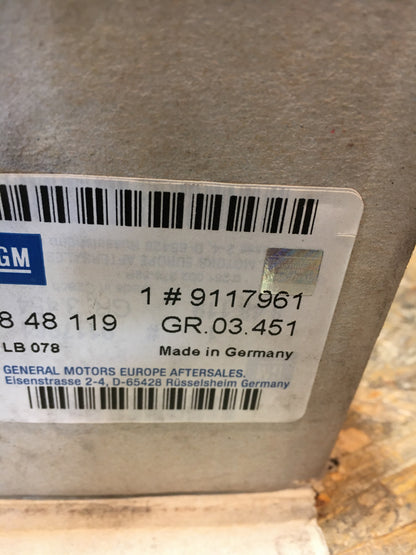 GM
1 # 9117961
8 48 119 GR.03.451
LB 078 Made in Germany
GENERAL MOTORS EUROPE AFTERSALES.
Eisenstrasse 2-4, D-65428 Rüsselsheim Germany